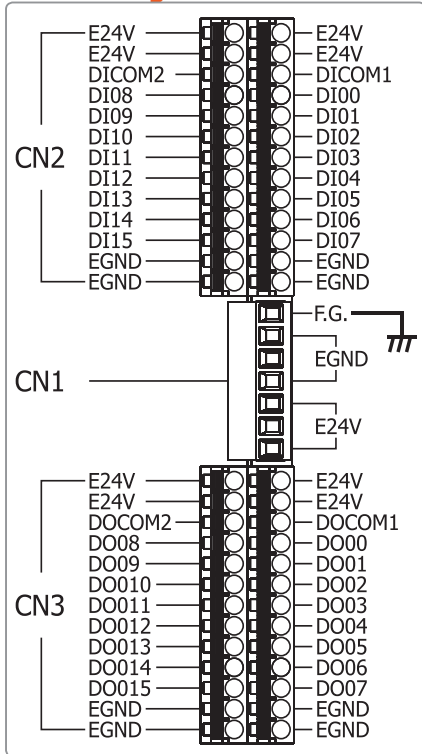 E24V E24V
E24V E24V
DICOM2 DICOM1
DI08 DI00
DI09 DI01
DI10 DI02
CN2 DI11 DI03
DI12 DI04
DI13 DI05
DI14 DI06
DI15 DI07
EGND EGND
EGND EGND
F.G.
EGND
CN1
E24V
E24V E24V
E24V E24V
DOCOM2 DOCOM1
DO08 DO00
DO09 DO01
DO010 DO02
CN3 DO011 DO03
DO012 DO04
DO013 DO05
DO014 DO06
DO015 DO07
EGND EGND
EGND EGND